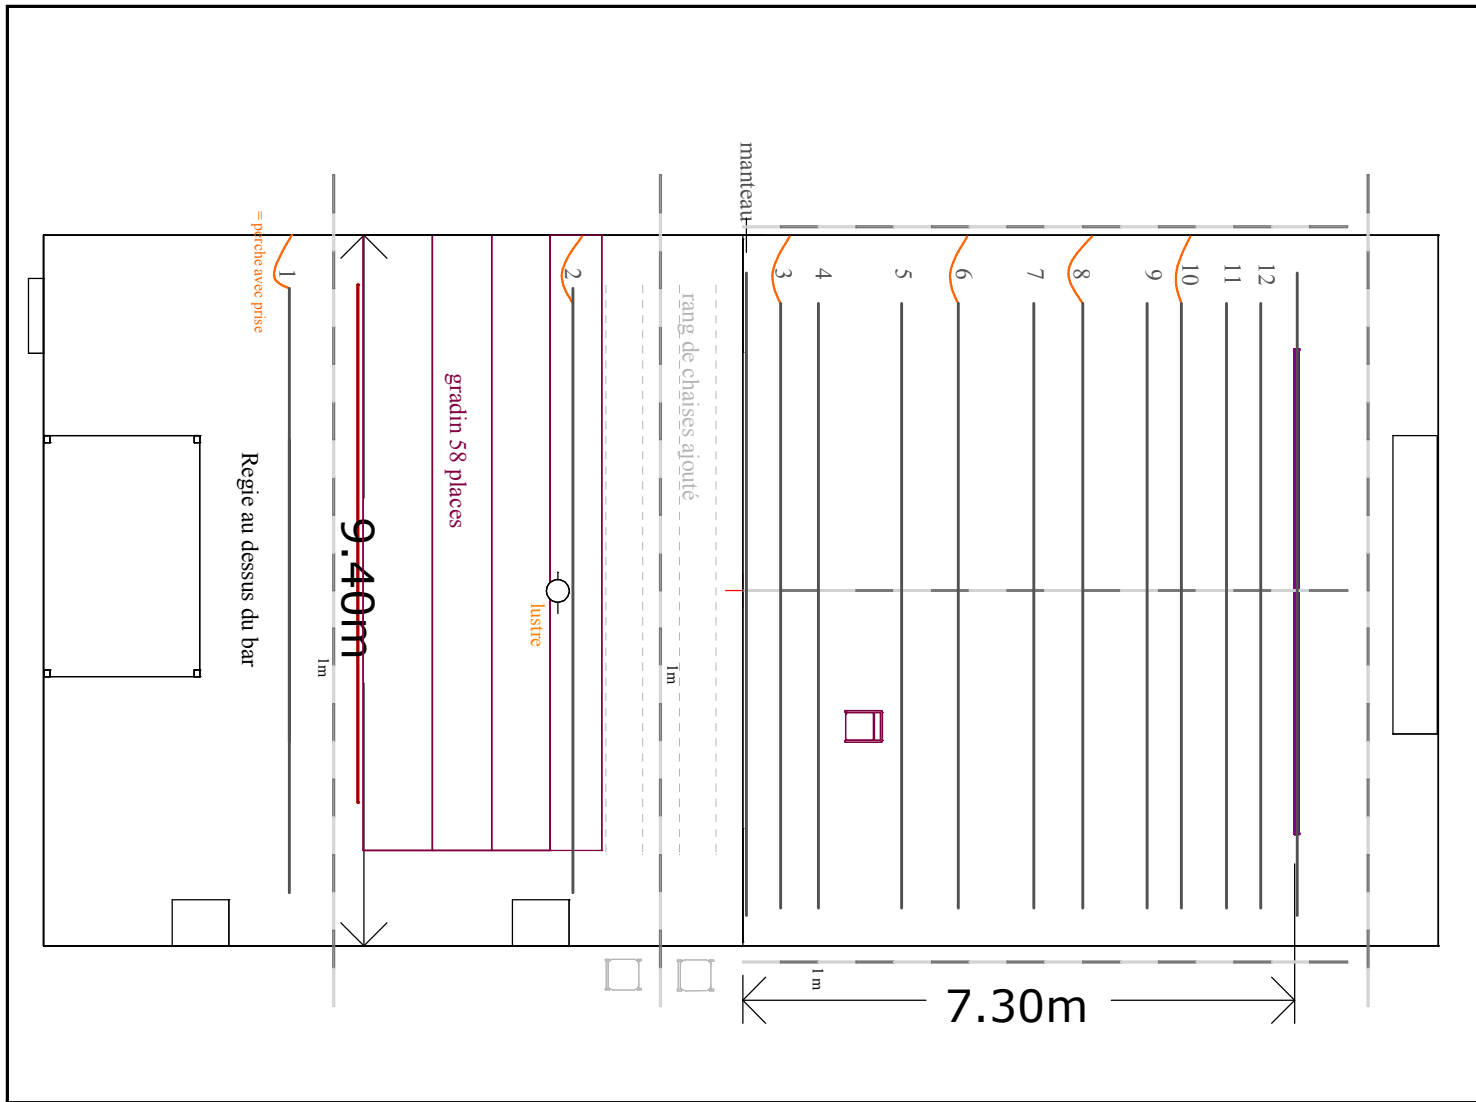 manteau
= perche avec prise
1
2
3
4
5
6
7
8
9
10
11
12
rang de chaises ajouté
gradin 58 places
Regie au dessus du bar
9.40m
lustre
1m
1m
1 m
7.30m